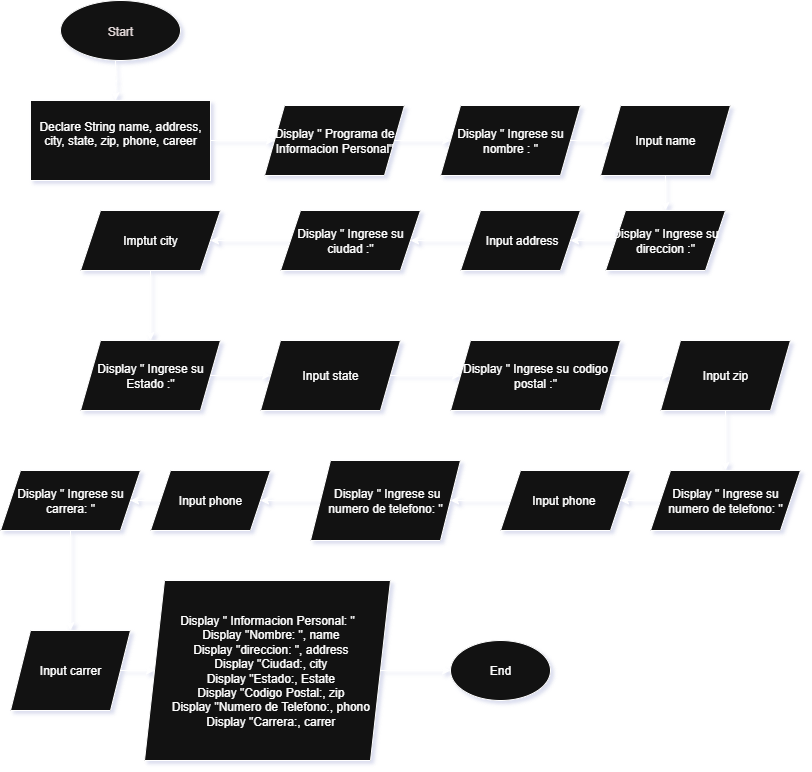 Start
Declare String name, address,
city, state, zip, phone, career
Display " Programa de
Informacion Personal"
Display " Ingrese su
nombre : "
Input name
Display " Ingrese su
direccion :"
Input address
Display " Ingrese su
ciudad :"
Imptut city
Display " Ingrese su
Estado :"
Input state
Display " Ingrese su codigo
postal :"
Input zip
Display " Ingrese su
numero de telefono: "
Input phone
Display " Ingrese su
numero de telefono: "
Input phone
Display " Ingrese su
carrera: "
Input carrer
Display " Informacion Personal: "
Display "Nombre: ", name
Display "direccion: ", address
Display "Ciudad:, city
Display "Estado:, Estate
Display "Codigo Postal:, zip
Display "Numero de Telefono:, phono
Display "Carrera:, carrer
End